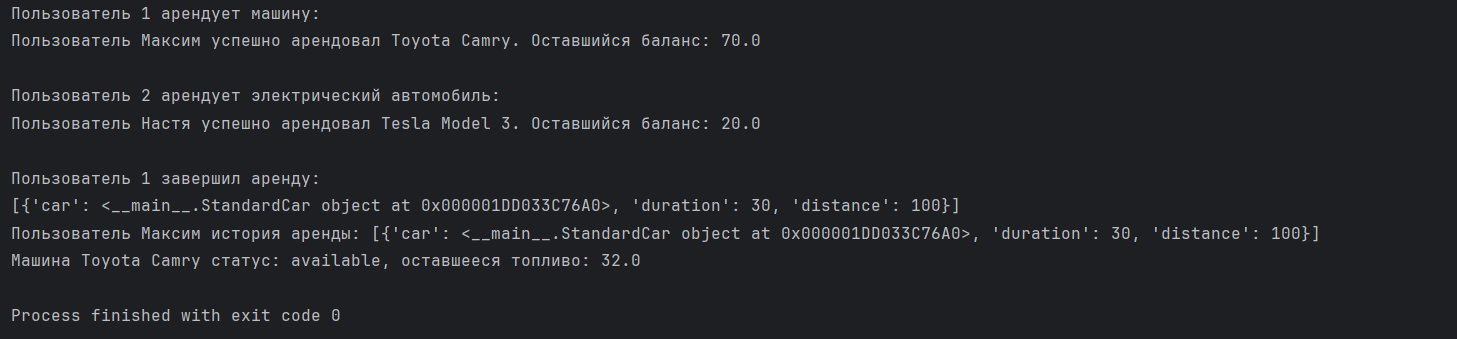 Пользователь 1 арендует машину:
Пользователь Максим успешно арендовал Toyota Camry. Оставшийся баланс: 70.0
Пользователь 2 арендует электрический автомобиль:
Пользователь Настя успешно арендовал Tesla Model 3. Оставшийся баланс: 20.0
Пользователь 1 завершил аренду:
[{'car': <__main__.StandardCar object at 0x000001DD033C76A0>, 'duration': 30, 'distance': 100}]
Пользователь Максим история аренды: [{'car': <__main__.StandardCar object at 0x000001DD033C76A0>, 'duration': 30, 'distance': 100}]
Машина Toyota Camry статус: available, оставшееся топливо: 32.0
Process finished with exit code 0